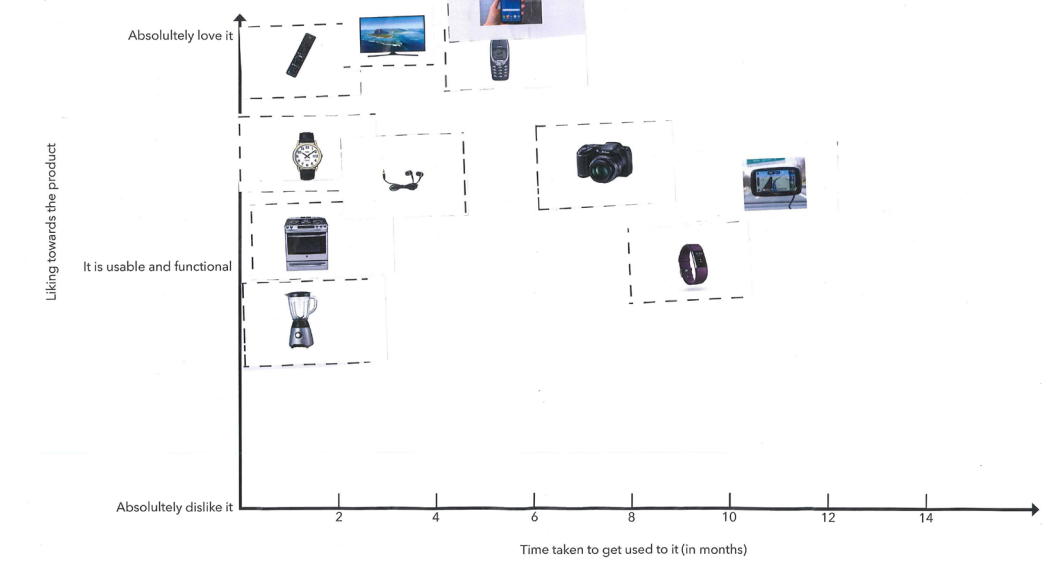 Absolultely love it
Liking towards the product
It is usable and functional
Absolultely dislike it
2 4 6 8 10 12 14
Time taken to get used to it (in months)